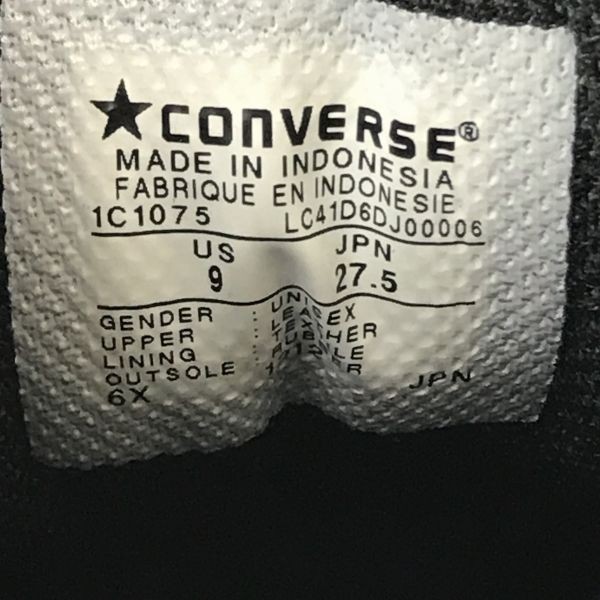 ★CONVERSE®
MADE IN INDONESIA
FABRIQUE EN INDONESIE
1C1075 LC41D6DJ00006
US JPN
9 27.5
GENDER :
UPPER :
LINING :
OUTSOLE :
6X JPN